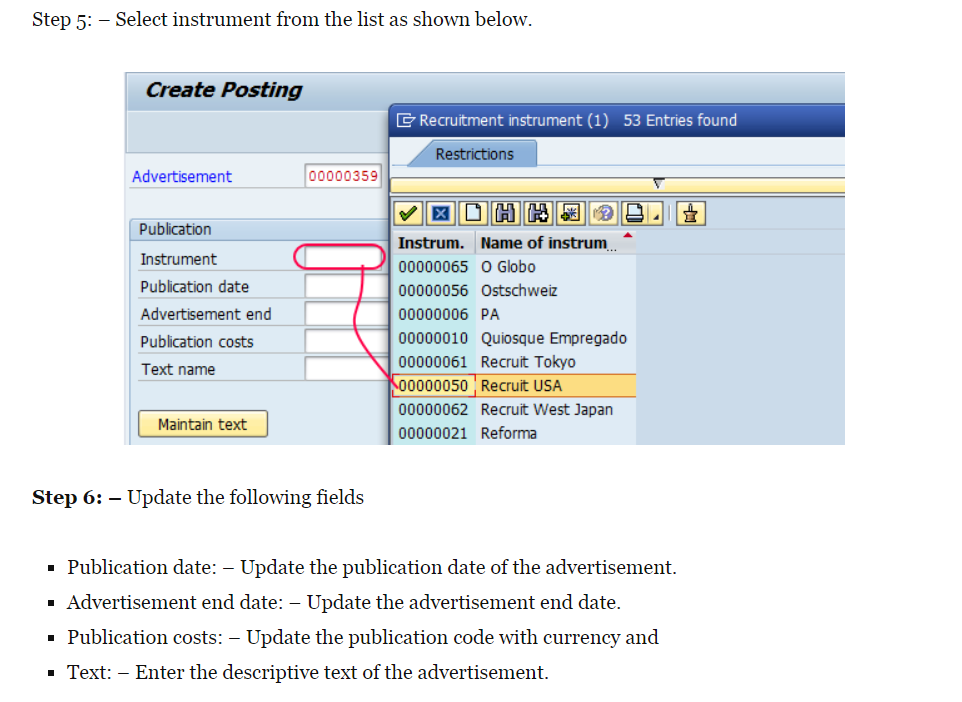 Step 5: – Select instrument from the list as shown below.
Create Posting
Recruitment instrument (1) 53 Entries found
Restrictions
Advertisement 00000359
Publication
Instrument
Publication date
Advertisement end
Publication costs
Text name
Maintain text
Instrum. Name of instrum...
00000065 O Globo
00000056 Ostschweiz
00000006 PA
00000010 Quiosque Empregado
00000061 Recruit Tokyo
00000050 Recruit USA
00000062 Recruit West Japan
00000021 Reforma
Step 6: – Update the following fields
▪ Publication date: – Update the publication date of the advertisement.
▪ Advertisement end date: – Update the advertisement end date.
▪ Publication costs: – Update the publication code with currency and
▪ Text: – Enter the descriptive text of the advertisement.